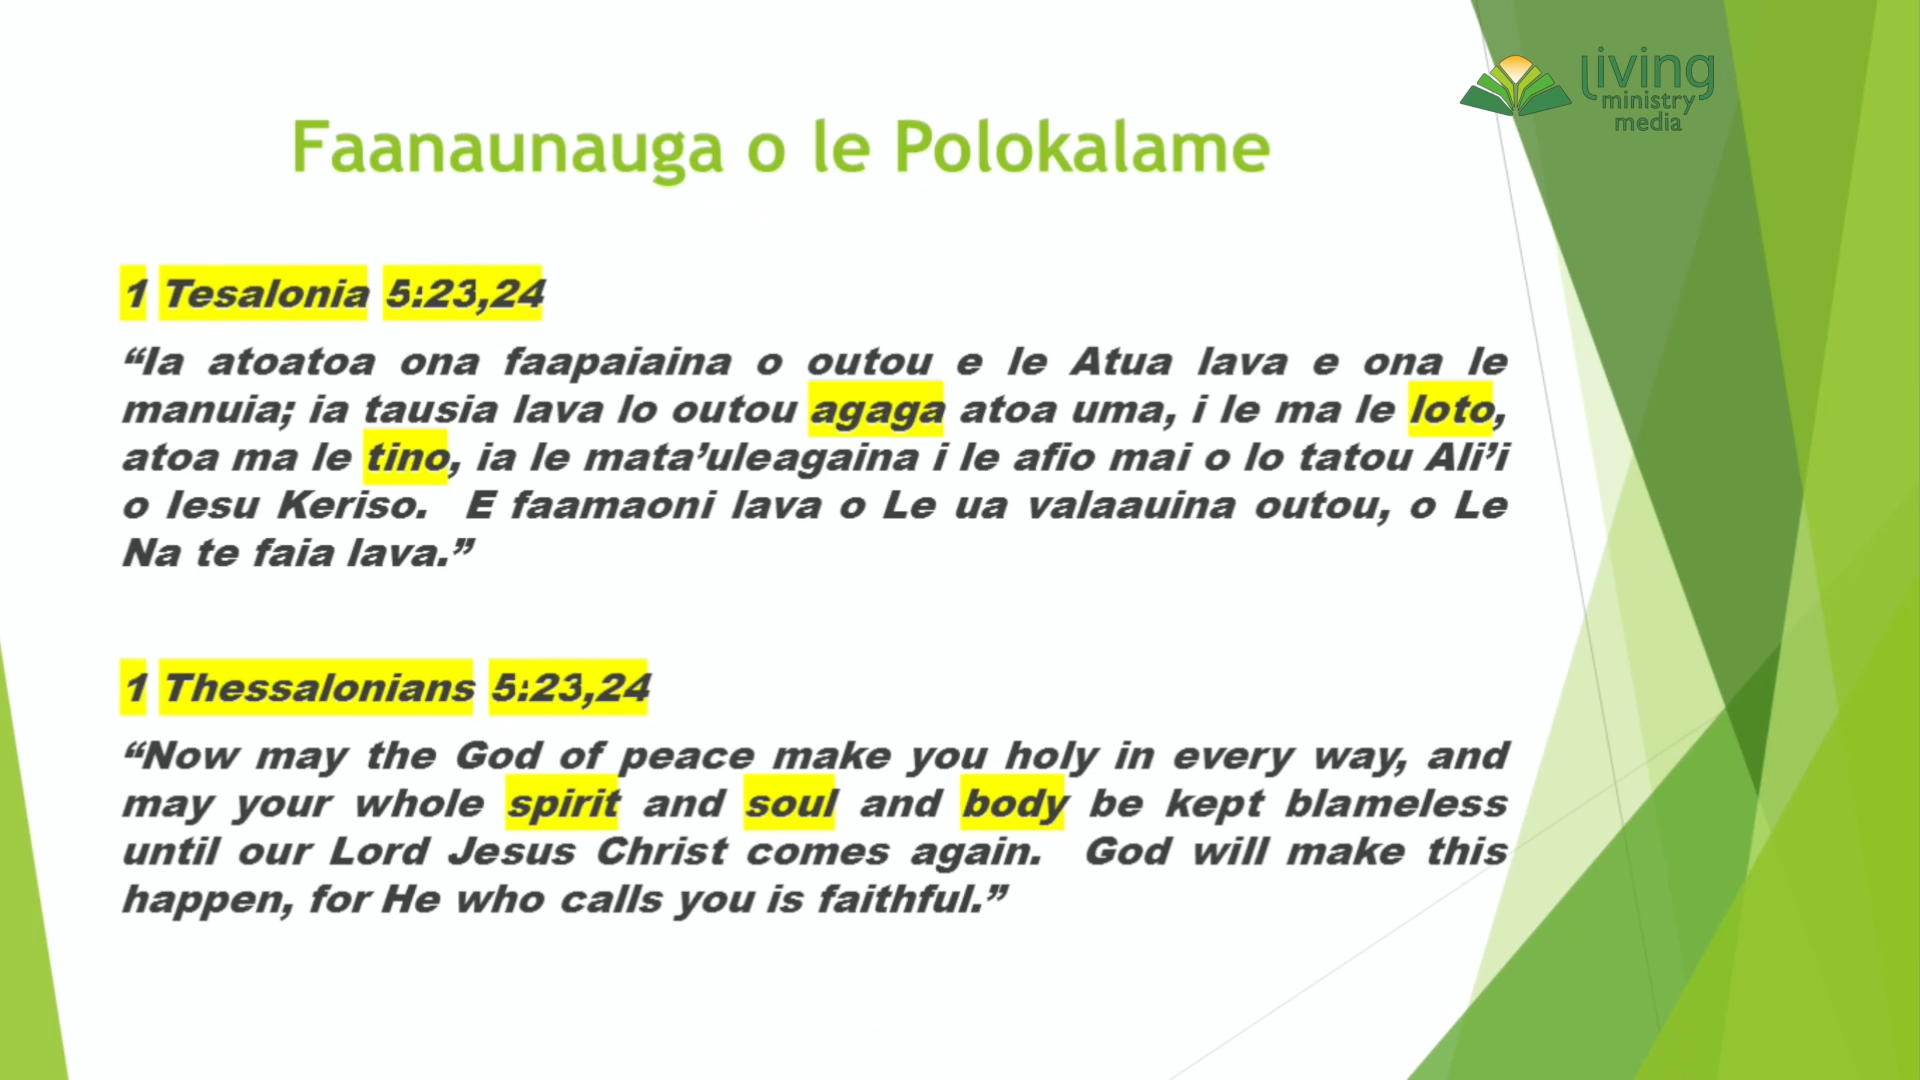 Living
ministry
media
Faanaunauga o le Polokalame
1 Tesalonia 5:23,24
“Ia atoatoa ona faapaiaina o outou e le Atua lava e ona le
manuia; ia tausia lava lo outou agaga atoa uma, i le ma le loto,
atoa ma le tino, ia le mata’uleagaina i le afio mai o lo tatou Ali’i
o Iesu Keriso.  E faamaoni lava o Le ua valaauina outou, o Le
Na te faia lava.”
1 Thessalonians 5:23,24
“Now may the God of peace make you holy in every way, and
may your whole spirit and soul and body be kept blameless
until our Lord Jesus Christ comes again.  God will make this
happen, for He who calls you is faithful.”